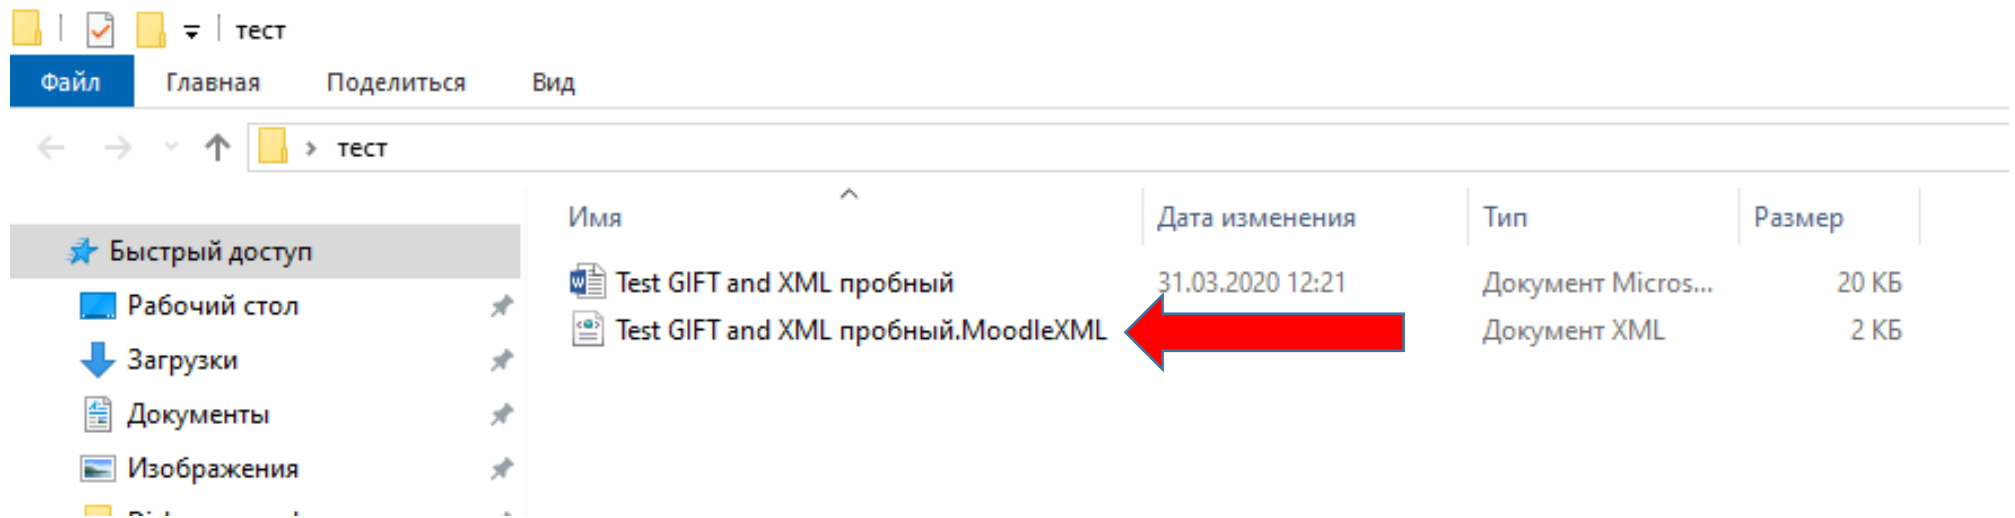 тест
Файл Главная Поделиться Вид
тест
Имя Дата изменения Тип Размер
Быстрый доступ
Test GIFT and XML пробный 31.03.2020 12:21 Документ Micros... 20 КБ
Рабочий стол
Test GIFT and XML пробный.MoodleXML Документ XML 2 КБ
Загрузки
Документы
Изображения